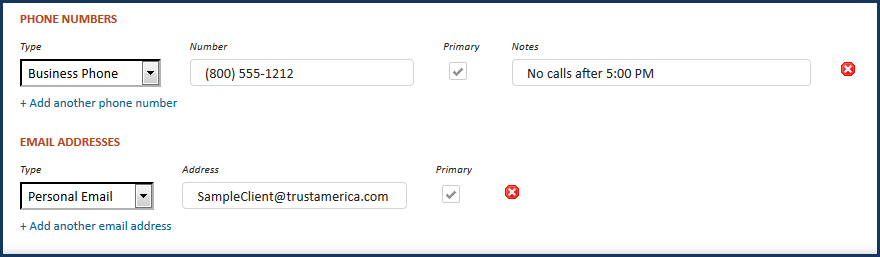 PHONE NUMBERS
Type Number Primary Notes
Business Phone (800) 555-1212 No calls after 5:00 PM
+ Add another phone number
EMAIL ADDRESSES
Type Address Primary
Personal Email SampleClient@trustamerica.com
+ Add another email address